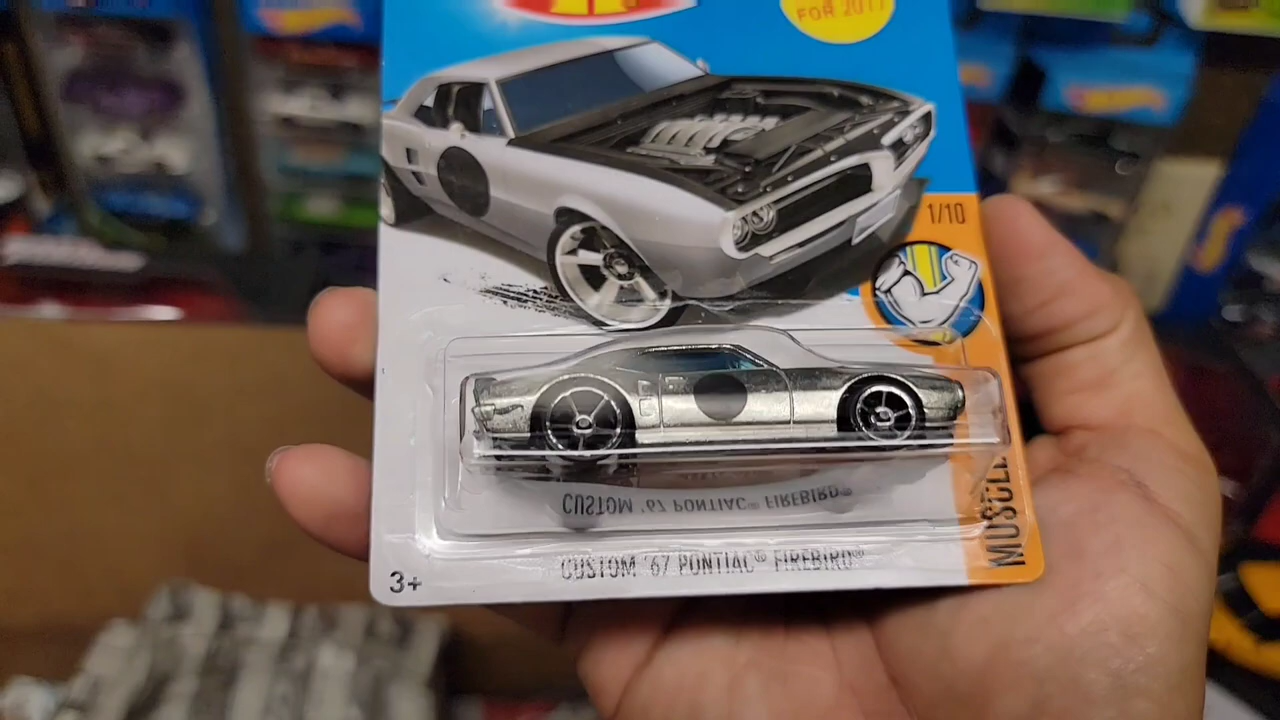 FOR 2017
1/10
CUSTOM '67 PONTIAC® FIREBIRD®
CUSTOM '67 PONTIAC® FIREBIRD®
MUSCLE
3+